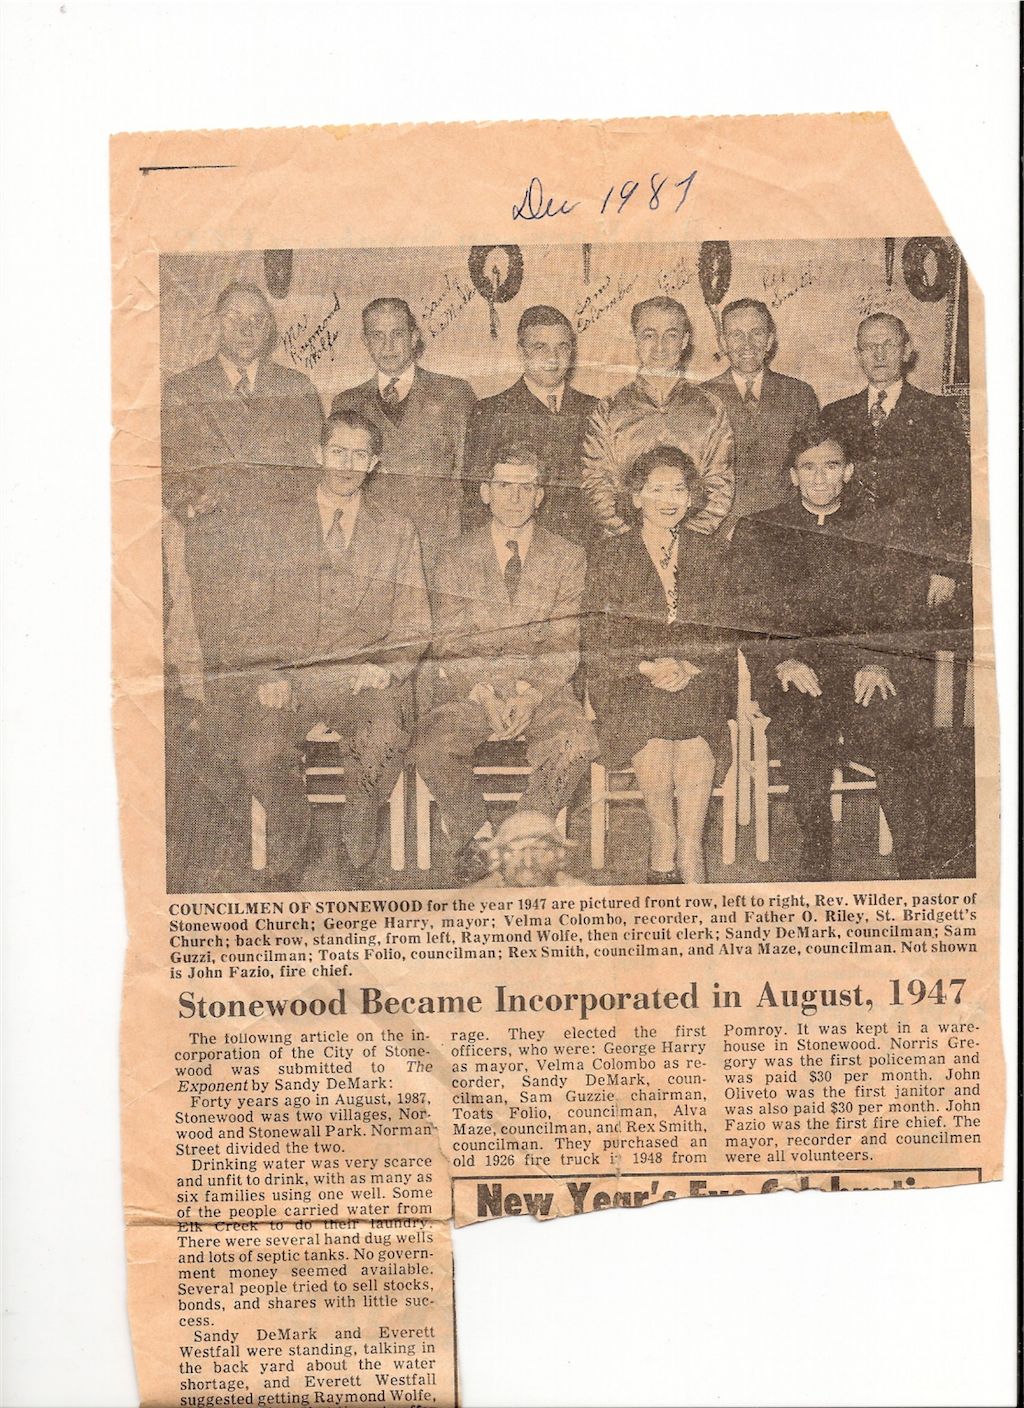 Dec 1987
Mr.
Raymond
Wolfe
Sandy
DeMark
Sam
Colombo
Rex
Smith
COUNCILMEN OF STONEWOOD for the year 1947 are pictured front row, left to right, Rev. Wilder, pastor of
Stonewood Church; George Harry, mayor; Velma Colombo, recorder, and Father O. Riley, St. Bridgett's
Church; back row, standing, from left, Raymond Wolfe, then circuit clerk; Sandy DeMark, councilman; Sam
Guzzi, councilman; Toats Folio, councilman; Rex Smith, councilman, and Alva Maze, councilman. Not shown
is John Fazio, fire chief.
Stonewood Became Incorporated in August, 1947
The following article on the in-
corporation of the City of Stone-
wood was submitted to The
Exponent by Sandy DeMark:
Forty years ago in August, 1987,
Stonewood was two villages, Nor-
wood and Stonewall Park. Norman
Street divided the two.
Drinking water was very scarce
and unfit to drink, with as many as
six families using one well. Some
of the people carried water from
Elk Creek to do their laundry.
There were several hand dug wells
and lots of septic tanks. No govern-
ment money seemed available.
Several people tried to sell stocks,
bonds, and shares with little suc-
cess.
Sandy DeMark and Everett
Westfall were standing, talking in
the back yard about the water
shortage, and Everett Westfall
suggested getting Raymond Wolfe,
rage. They elected the first
officers, who were: George Harry
as mayor, Velma Colombo as re-
corder, Sandy DeMark, coun-
cilman, Sam Guzzie, chairman,
Toats Folio, councilman, Alva
Maze, councilman, and Rex Smith,
councilman. They purchased an
old 1926 fire truck in 1948 from
Pomroy. It was kept in a ware-
house in Stonewood. Norris Gre-
gory was the first policeman and
was paid $30 per month. John
Oliveto was the first janitor and
was also paid $30 per month. John
Fazio was the first fire chief. The
mayor, recorder and councilmen
were all volunteers.
New Year's Eve Celebration